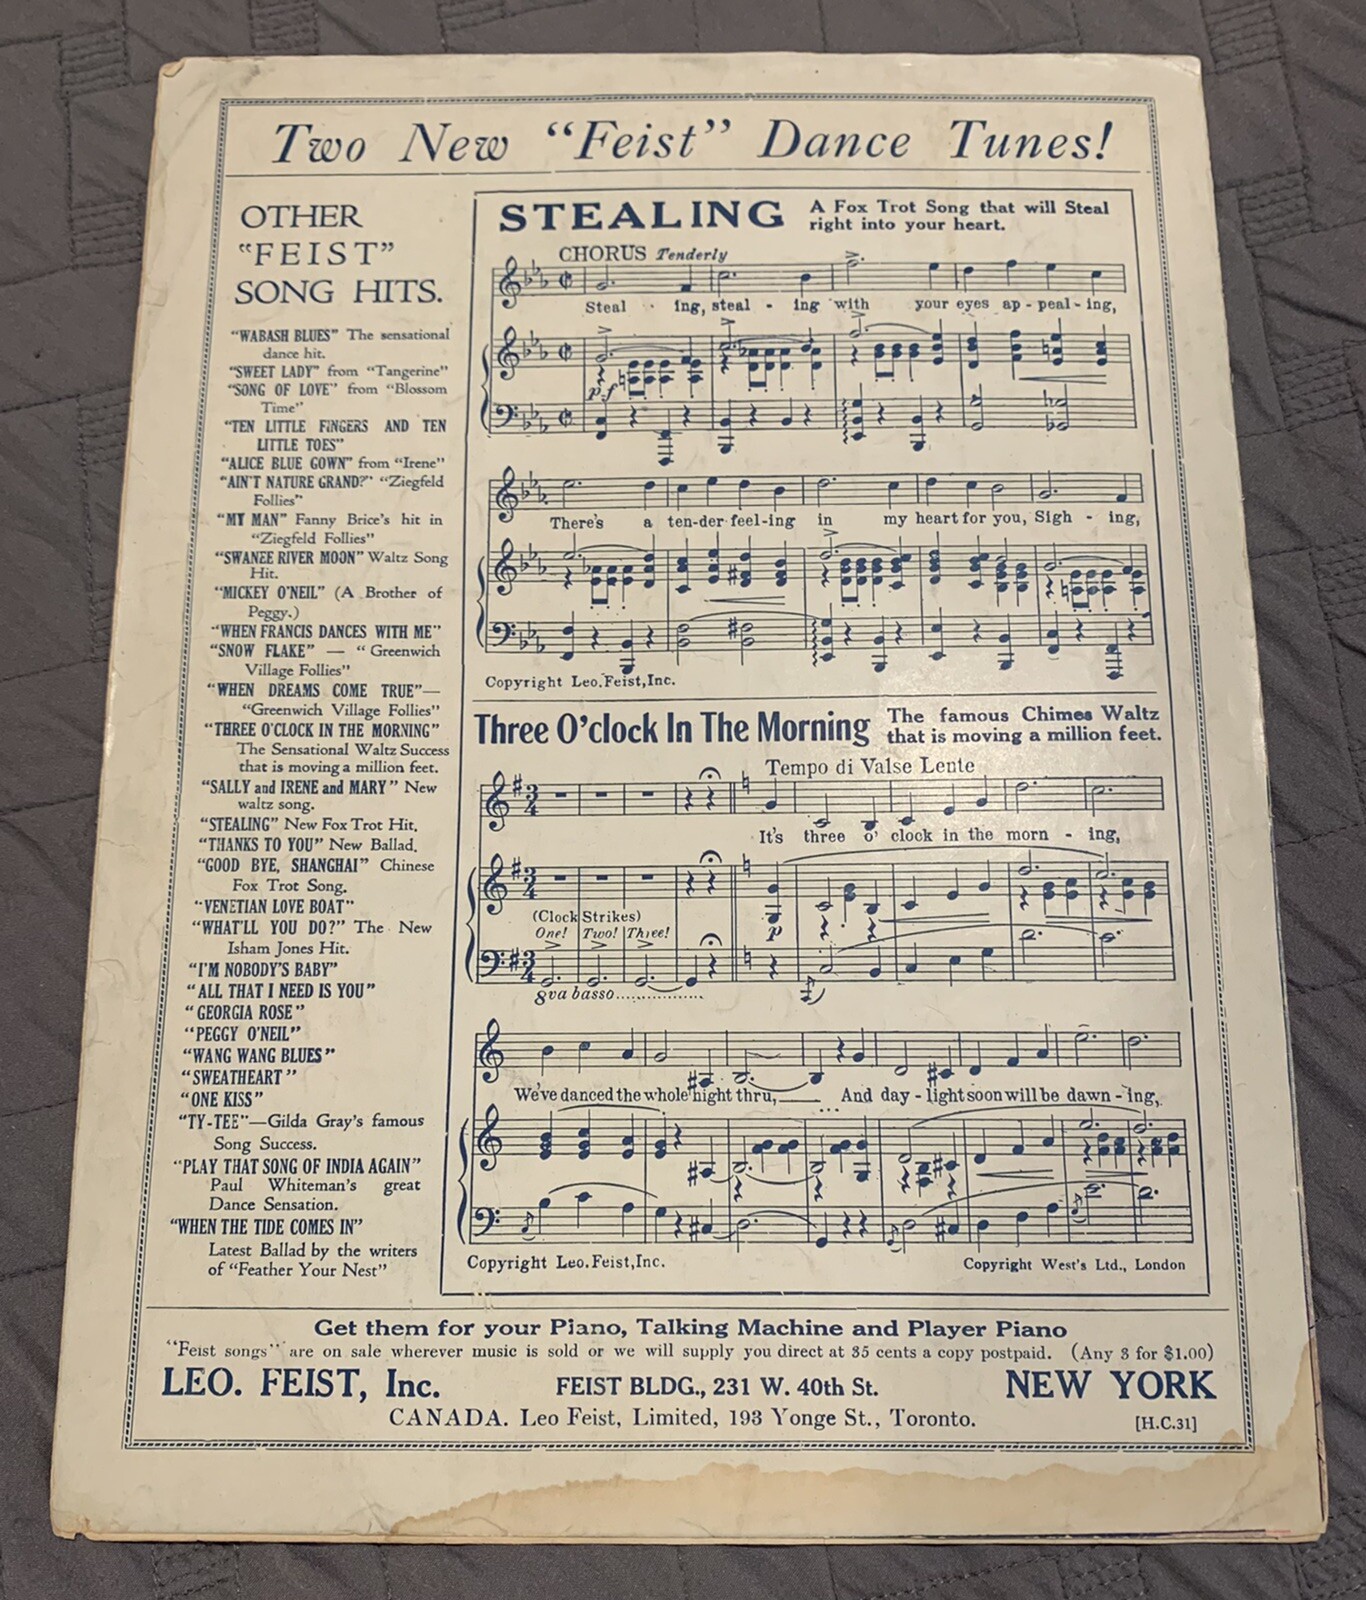 Two New "Feist" Dance Tunes!
OTHER
"FEIST"
SONG HITS.
"WABASH BLUES" The sensational
dance hit.
"SWEET LADY" from "Tangerine"
"SONG OF LOVE" from "Blossom
Time"
"TEN LITTLE FINGERS AND TEN
LITTLE TOES"
"ALICE BLUE GOWN" from "Irene"
"AIN'T NATURE GRAND?" "Ziegfeld
Follies"
"MY MAN" Fanny Brice's hit in
"Ziegfeld Follies"
"SWANEE RIVER MOON" Waltz Song
Hit.
"MICKEY O'NEIL" (A Brother of
Peggy.)
"WHEN FRANCIS DANCES WITH ME"
"SNOW FLAKE" — "Greenwich
Village Follies"
"WHEN DREAMS COME TRUE"—
"Greenwich Village Follies"
"THREE O'CLOCK IN THE MORNING"
The Sensational Waltz Success
that is moving a million feet.
"SALLY and IRENE and MARY" New
waltz song.
"STEALING" New Fox Trot Hit.
"THANKS TO YOU" New Ballad.
"GOOD BYE, SHANGHAI" Chinese
Fox Trot Song.
"VENETIAN LOVE BOAT"
"WHAT'LL YOU DO?" The New
Isham Jones Hit.
"I'M NOBODY'S BABY"
"ALL THAT I NEED IS YOU"
"GEORGIA ROSE"
"PEGGY O'NEIL"
"WANG WANG BLUES"
"SWEATHEART"
"ONE KISS"
"TY-TEE"—Gilda Gray's famous
Song Success.
"PLAY THAT SONG OF INDIA AGAIN"
Paul Whiteman's great
Dance Sensation.
"WHEN THE TIDE COMES IN"
Latest Ballad by the writers
of "Feather Your Nest"
STEALING A Fox Trot Song that will Steal
right into your heart.
CHORUS Tenderly
Steal - ing, steal - ing with your eyes ap - peal - ing,
p-f
There's a ten-der feel-ing in my heart for you, Sigh - ing,
Copyright Leo. Feist, Inc.
Three O'clock In The Morning The famous Chimes Waltz
that is moving a million feet.
Tempo di Valse Lente
3
4
It's three o' clock in the morn - ing,
3
4
(Clock Strikes)
One! Two! Three!
p
3
4
8va basso..............
We've danced the whole night thru, And day - light soon will be dawn - ing,
Copyright Leo. Feist, Inc. Copyright West's Ltd., London
Get them for your Piano, Talking Machine and Player Piano
"Feist songs" are on sale wherever music is sold or we will supply you direct at 35 cents a copy postpaid. (Any 3 for $1.00)
LEO. FEIST, Inc. FEIST BLDG., 231 W. 40th St. NEW YORK
CANADA. Leo Feist, Limited, 193 Yonge St., Toronto. [H.C.31]